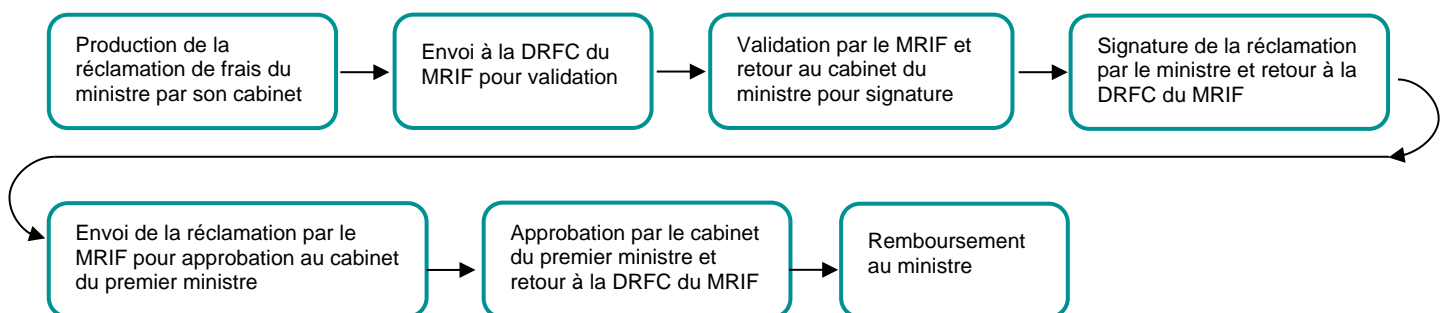 Production de la
réclamation de frais du
ministre par son cabinet
Envoi à la DRFC du
MRIF pour validation
Validation par le MRIF et
retour au cabinet du
ministre pour signature
Signature de la réclamation
par le ministre et retour à la
DRFC du MRIF
Envoi de la réclamation par le
MRIF pour approbation au cabinet
du premier ministre
Approbation par le cabinet
du premier ministre et
retour à la DRFC du MRIF
Remboursement
au ministre